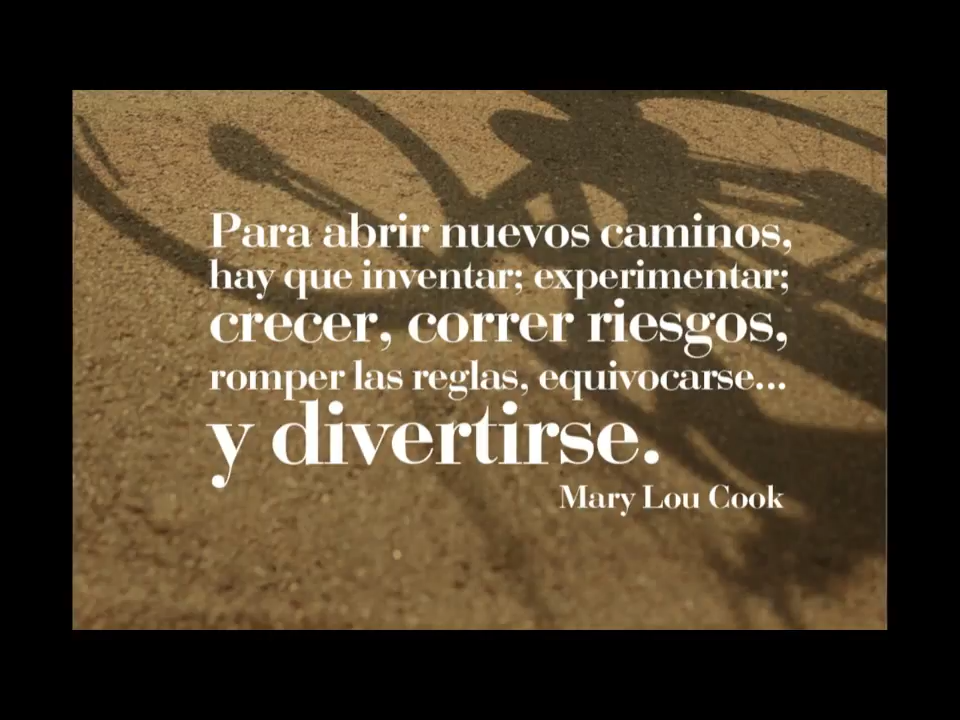 Para abrir nuevos caminos,
hay que inventar; experimentar;
crecer, correr riesgos,
romper las reglas, equivocarse...
y divertirse.
Mary Lou Cook